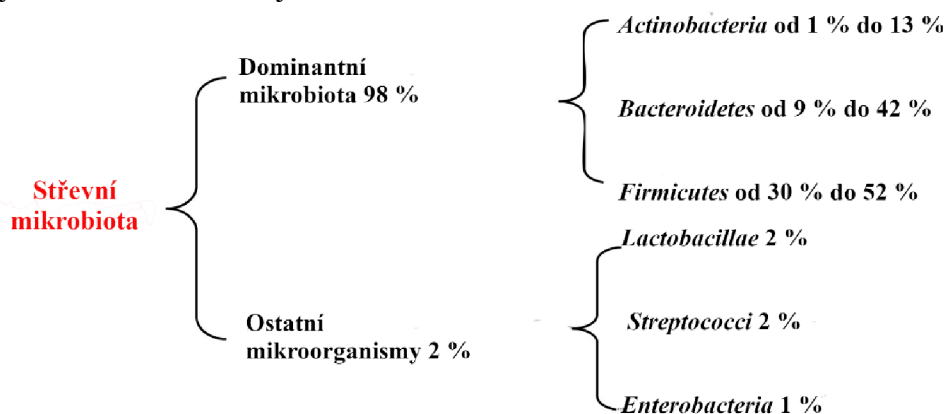 Actinobacteria od 1 % do 13 %
Dominantní
mikrobiota 98 %
Bacteroidetes od 9 % do 42 %
Střevní
mikrobiota
Firmicutes od 30 % do 52 %
Lactobacillae 2 %
Ostatní
mikroorganismy 2 %
Streptococci 2 %
Enterobacteria 1 %